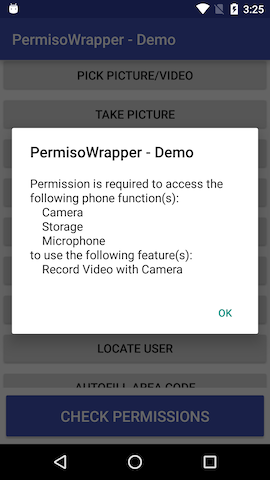 3:25
PermisoWrapper - Demo
PICK PICTURE/VIDEO
TAKE PICTURE
PermisoWrapper - Demo
Permission is required to access the
following phone function(s):
Camera
Storage
Microphone
to use the following feature(s):
Record Video with Camera
OK
LOCATE USER
AUTOFILL AREA CODE
CHECK PERMISSIONS